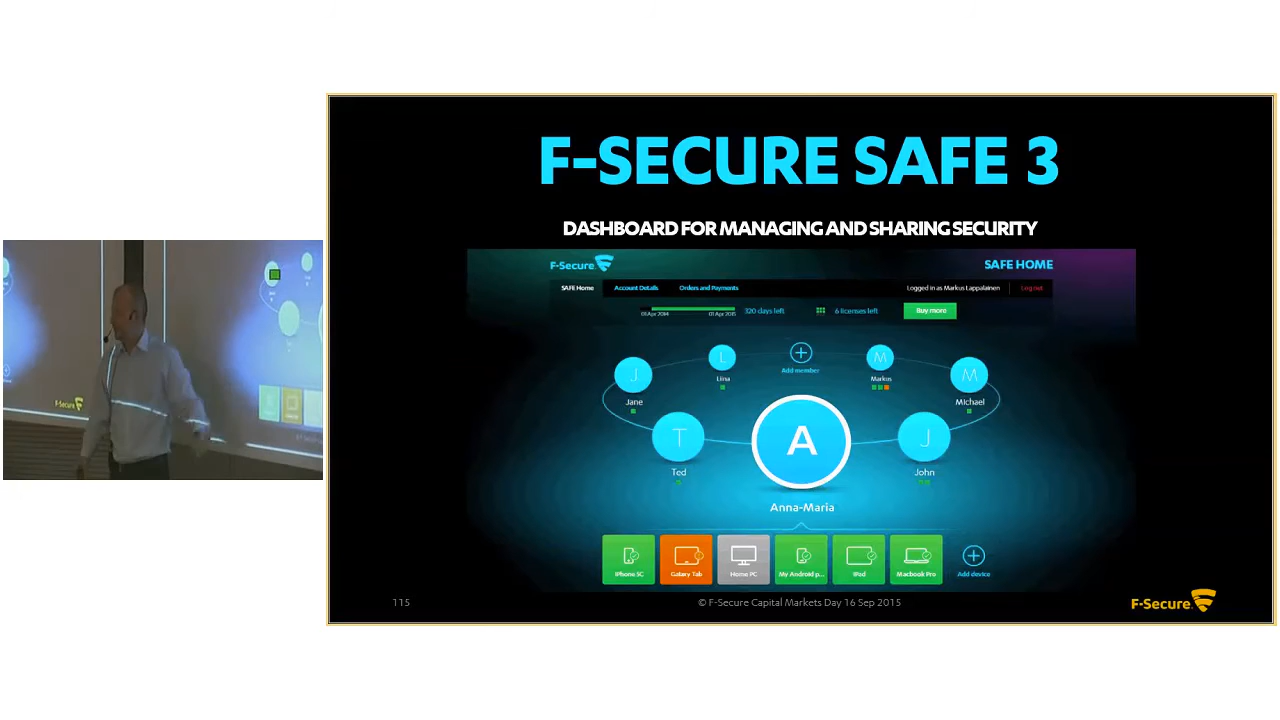 F-SECURE SAFE 3
DASHBOARD FOR MANAGING AND SHARING SECURITY
F-Secure.
SAFE HOME
SAFE Home Account Details Orders and Payments Logged in as Markus Lappalainen Log out
01 Apr 2014 01 Apr 2015 320 days left 6 licenses left Buy more
J
L
M
M
Add member
Jane
Liina
Markus
Michael
T
A
J
Ted
John
Anna-Maria
iPhone 5C Galaxy Tab Home PC My Android p... iPad Macbook Pro Add device
115 © F-Secure Capital Markets Day 16 Sep 2015 F-Secure.
F-Secure